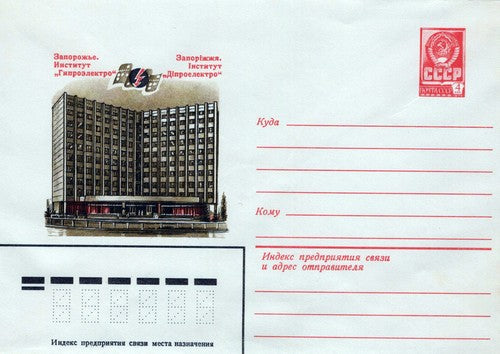 Запорожье.
Институт
„Гипроэлектро“
Запоріжжя.
Інститут
„Діпроелектро“
СССР
ПОЧТА СССР
4
Куда
Кому
Индекс предприятия связи
и адрес отправителя
Индекс предприятия связи места назначения